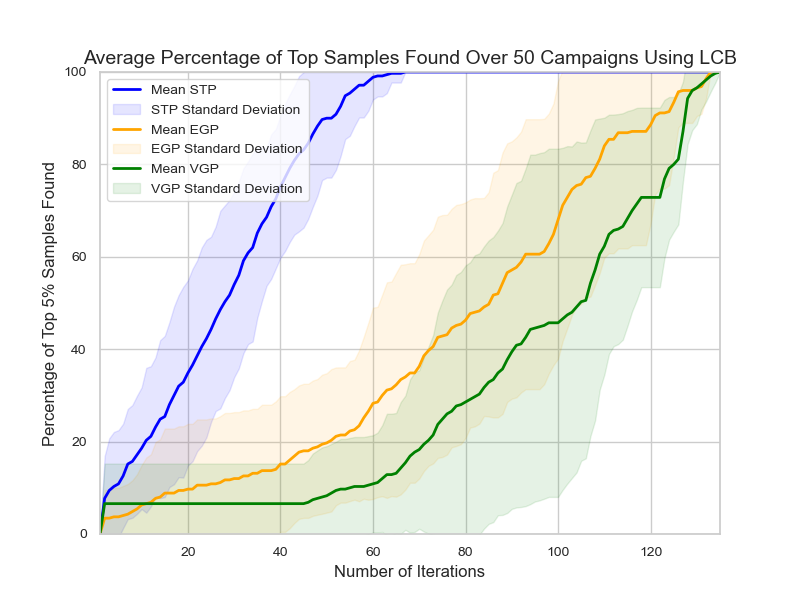 Average Percentage of Top Samples Found Over 50 Campaigns Using LCB
Mean STP
STP Standard Deviation
Mean EGP
EGP Standard Deviation
Mean VGP
VGP Standard Deviation
Percentage of Top 5% Samples Found
100
80
60
40
20
0
20 40 60 80 100 120
Number of Iterations